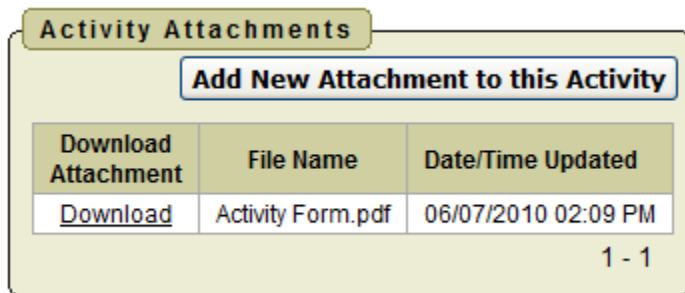 Activity Attachments
Add New Attachment to this Activity
Download Attachment File Name Date/Time Updated
Download Activity Form.pdf 06/07/2010 02:09 PM
1 - 1